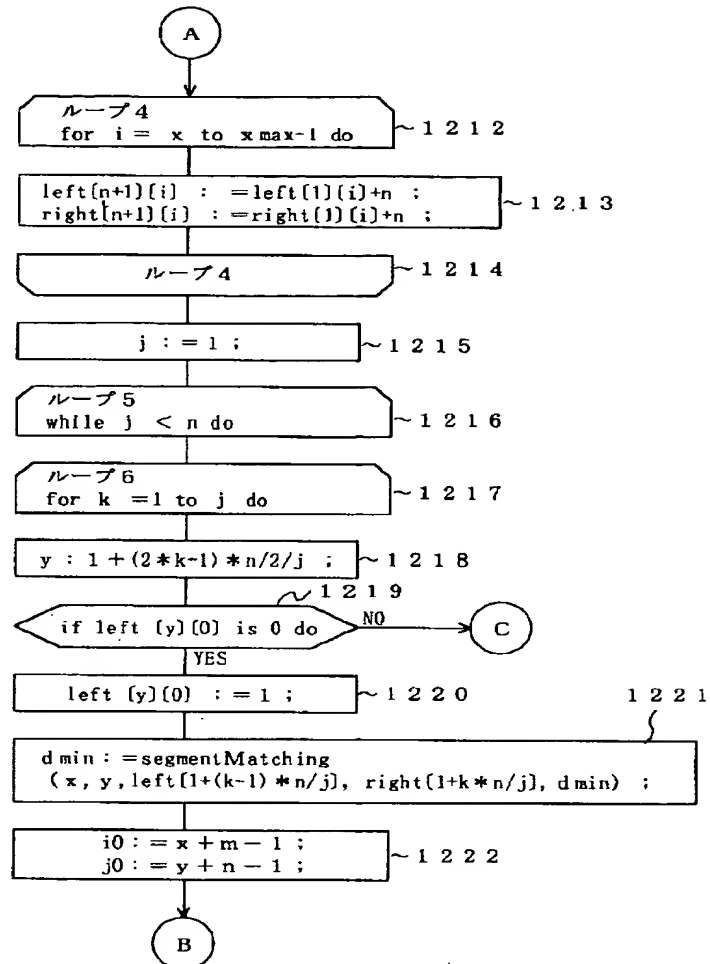 A
ループ4
for i = x to xmax-1 do
~1212
left[n+1][i] : =left[1][i]+n ;
right[n+1][i] : =right[1][i]+n ;
~1213
ループ4
~1214
j : =1 ;
~1215
ループ5
while j < n do
~1216
ループ6
for k =1 to j do
~1217
y : 1+(2*k-1)*n/2/j ;
~1218
1219
if left [y][0] is 0 do
NO
C
YES
left [y][0] : =1 ;
~1220
1221
dmin : =segmentMatching
(x, y, left[1+(k-1)*n/j], right[1+k*n/j], dmin) ;
i0 : = x + m - 1 ;
j0 : = y + n - 1 ;
~1222
B